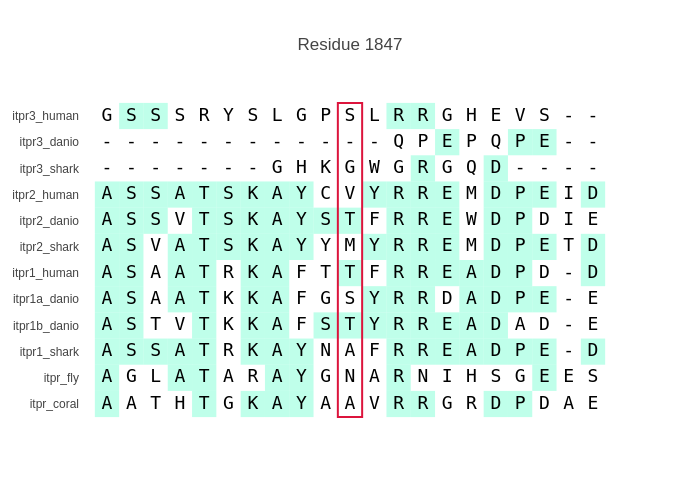 Residue 1847
itpr3_human G S S S R Y S L G P S L R R G H E V S - -
itpr3_danio - - - - - - - - - - - - Q P E P Q P E - -
itpr3_shark - - - - - - - G H K G W G R G Q D - - - -
itpr2_human A S S A T S K A Y C V Y R R E M D P E I D
itpr2_danio A S S V T S K A Y S T F R R E W D P D I E
itpr2_shark A S V A T S K A Y Y M Y R R E M D P E T D
itpr1_human A S A A T R K A F T T F R R E A D P D - D
itpr1a_danio A S A A T K K A F G S Y R R D A D P E - E
itpr1b_danio A S T V T K K A F S T Y R R E A D A D - E
itpr1_shark A S S A T R K A Y N A F R R E A D P E - D
itpr_fly A G L A T A R A Y G N A R N I H S G E E S
itpr_coral A A T H T G K A Y A A V R R G R D P D A E